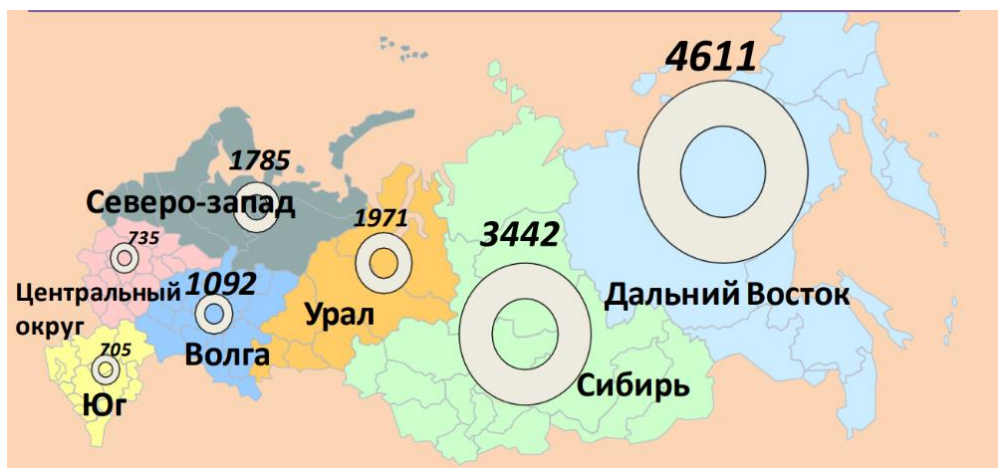 4611
1785
Северо-запад
1971
735
3442
Центральный
округ
1092
Дальний Восток
Урал
Волга
705
Сибирь
Юг